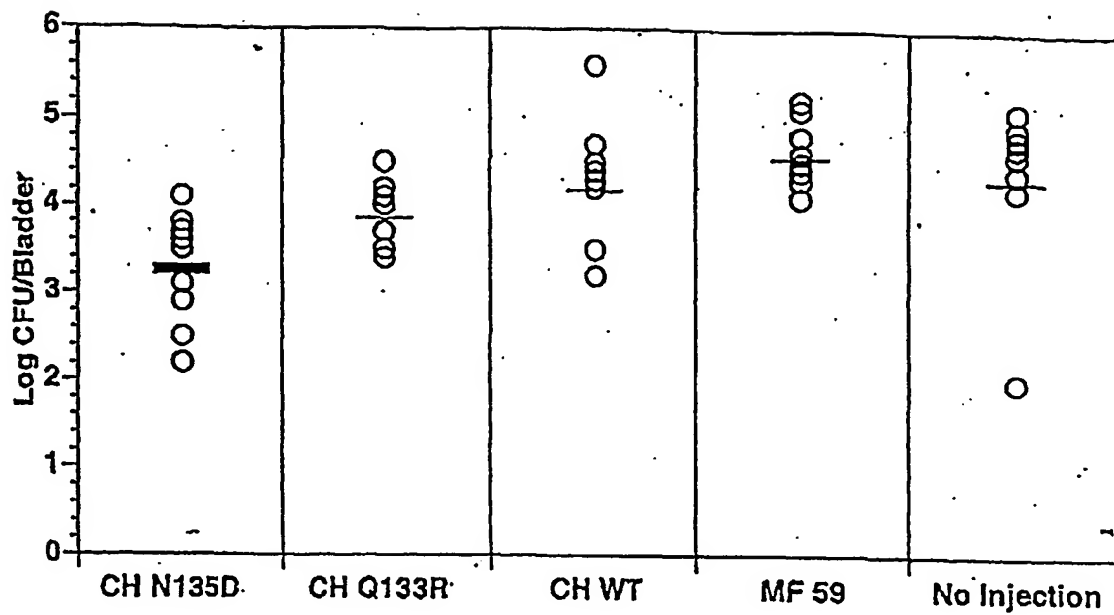 Log CFU/Bladder
6
5
4
3
2
1
0
CH N135D
CH Q133R
CH WT
MF 59
No Injection